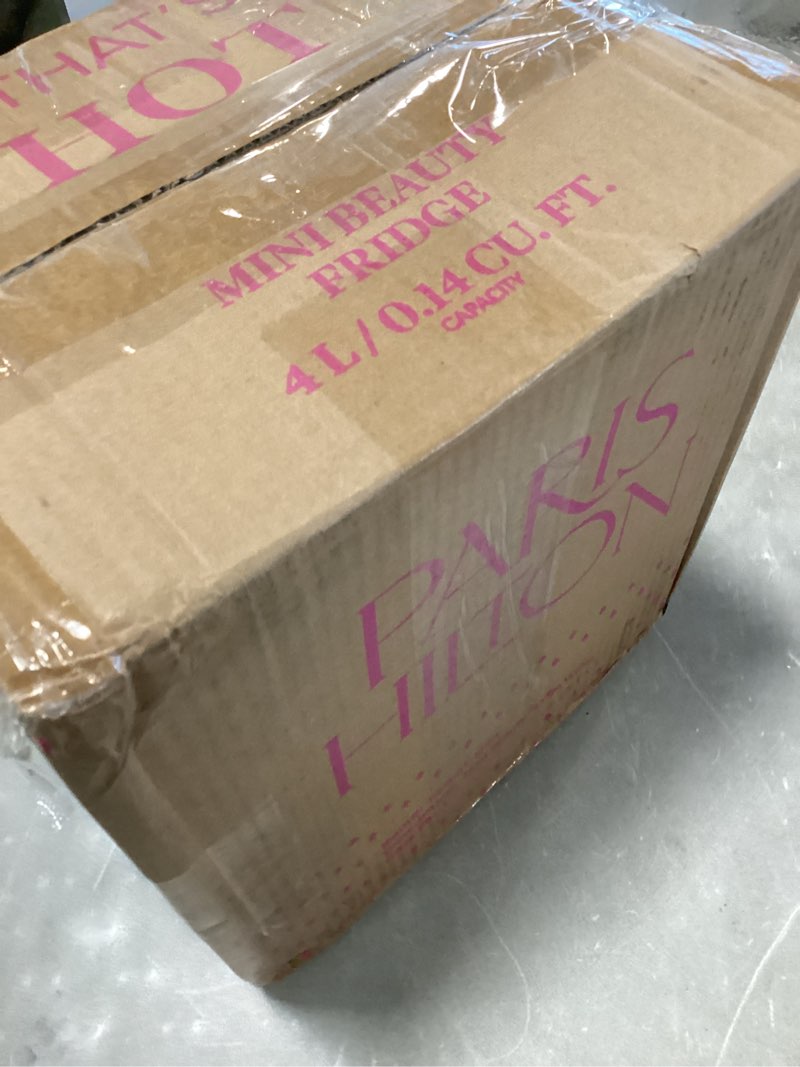 THAT'S
HOT
MINI BEAUTY
FRIDGE
4 L / 0.14 CU. FT.
CAPACITY
PARIS
HILTON